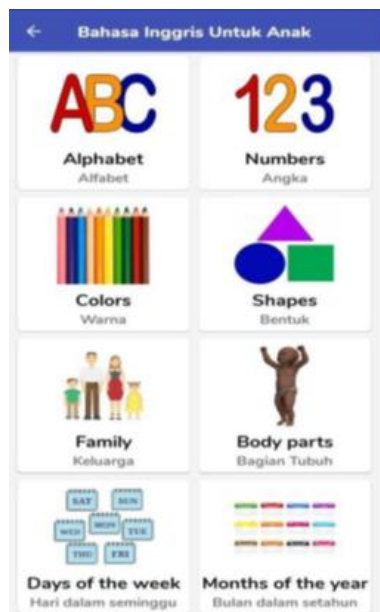 Bahasa Inggris Untuk Anak
ABC
123
Alphabet
Numbers
Alfabet
Angka
Colors
Shapes
Warna
Bentuk
Family
Body parts
Keluarga
Bagian Tubuh
SAT SUN
WED MON TUE
THU FRI
Days of the week
Months of the year
Hari dalam seminggu
Bulan dalam setahun